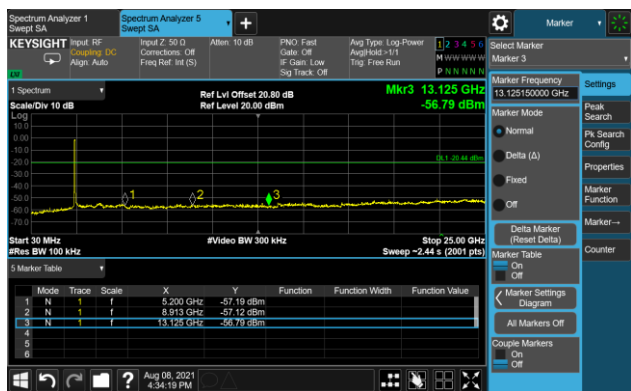 Spectrum Analyzer 1
Swept SA
Spectrum Analyzer 5
Swept SA
Marker
KEYSIGHT
Input: RF
Coupling: DC
Align: Auto
Input Z: 50 Ω
Corrections: Off
Freq Ref: Int (S)
Atten: 10 dB
PNO: Fast
Gate: Off
IF Gain: Low
Sig Track: Off
Avg Type: Log-Power
Avg|Hold:>1/1
Trig: Free Run
1 2 3 4 5 6
M W W W W W
P N N N N N
Select Marker
Marker 3
1 Spectrum
Scale/Div 10 dB
Ref Lvl Offset 20.80 dB
Ref Level 20.00 dBm
Mkr3 13.125 GHz
-56.79 dBm
Log
10.0
0.00
-10.0
-20.0
-30.0
-40.0
-50.0
-60.0
-70.0
DL1 -20.44 dBm
1
2
3
Start 30 MHz
#Res BW 100 kHz
#Video BW 300 kHz
Stop 25.00 GHz
Sweep ~2.44 s (2001 pts)
5 Marker Table
Mode Trace Scale X Y Function Function Width Function Value
1 N 1 f 5.200 GHz -57.19 dBm
2 N 1 f 8.913 GHz -57.12 dBm
3 N 1 f 13.125 GHz -56.79 dBm
4
5
6
Marker Frequency
13.125150000 GHz
Marker Mode
Normal
Delta (Δ)
Fixed
Off
Delta Marker
(Reset Delta)
Marker Table
On
Off
Marker Settings
Diagram
All Markers Off
Couple Markers
On
Off
Settings
Peak
Search
Pk Search
Config
Properties
Marker
Function
Marker→
Counter
?
Aug 08, 2021
4:34:19 PM